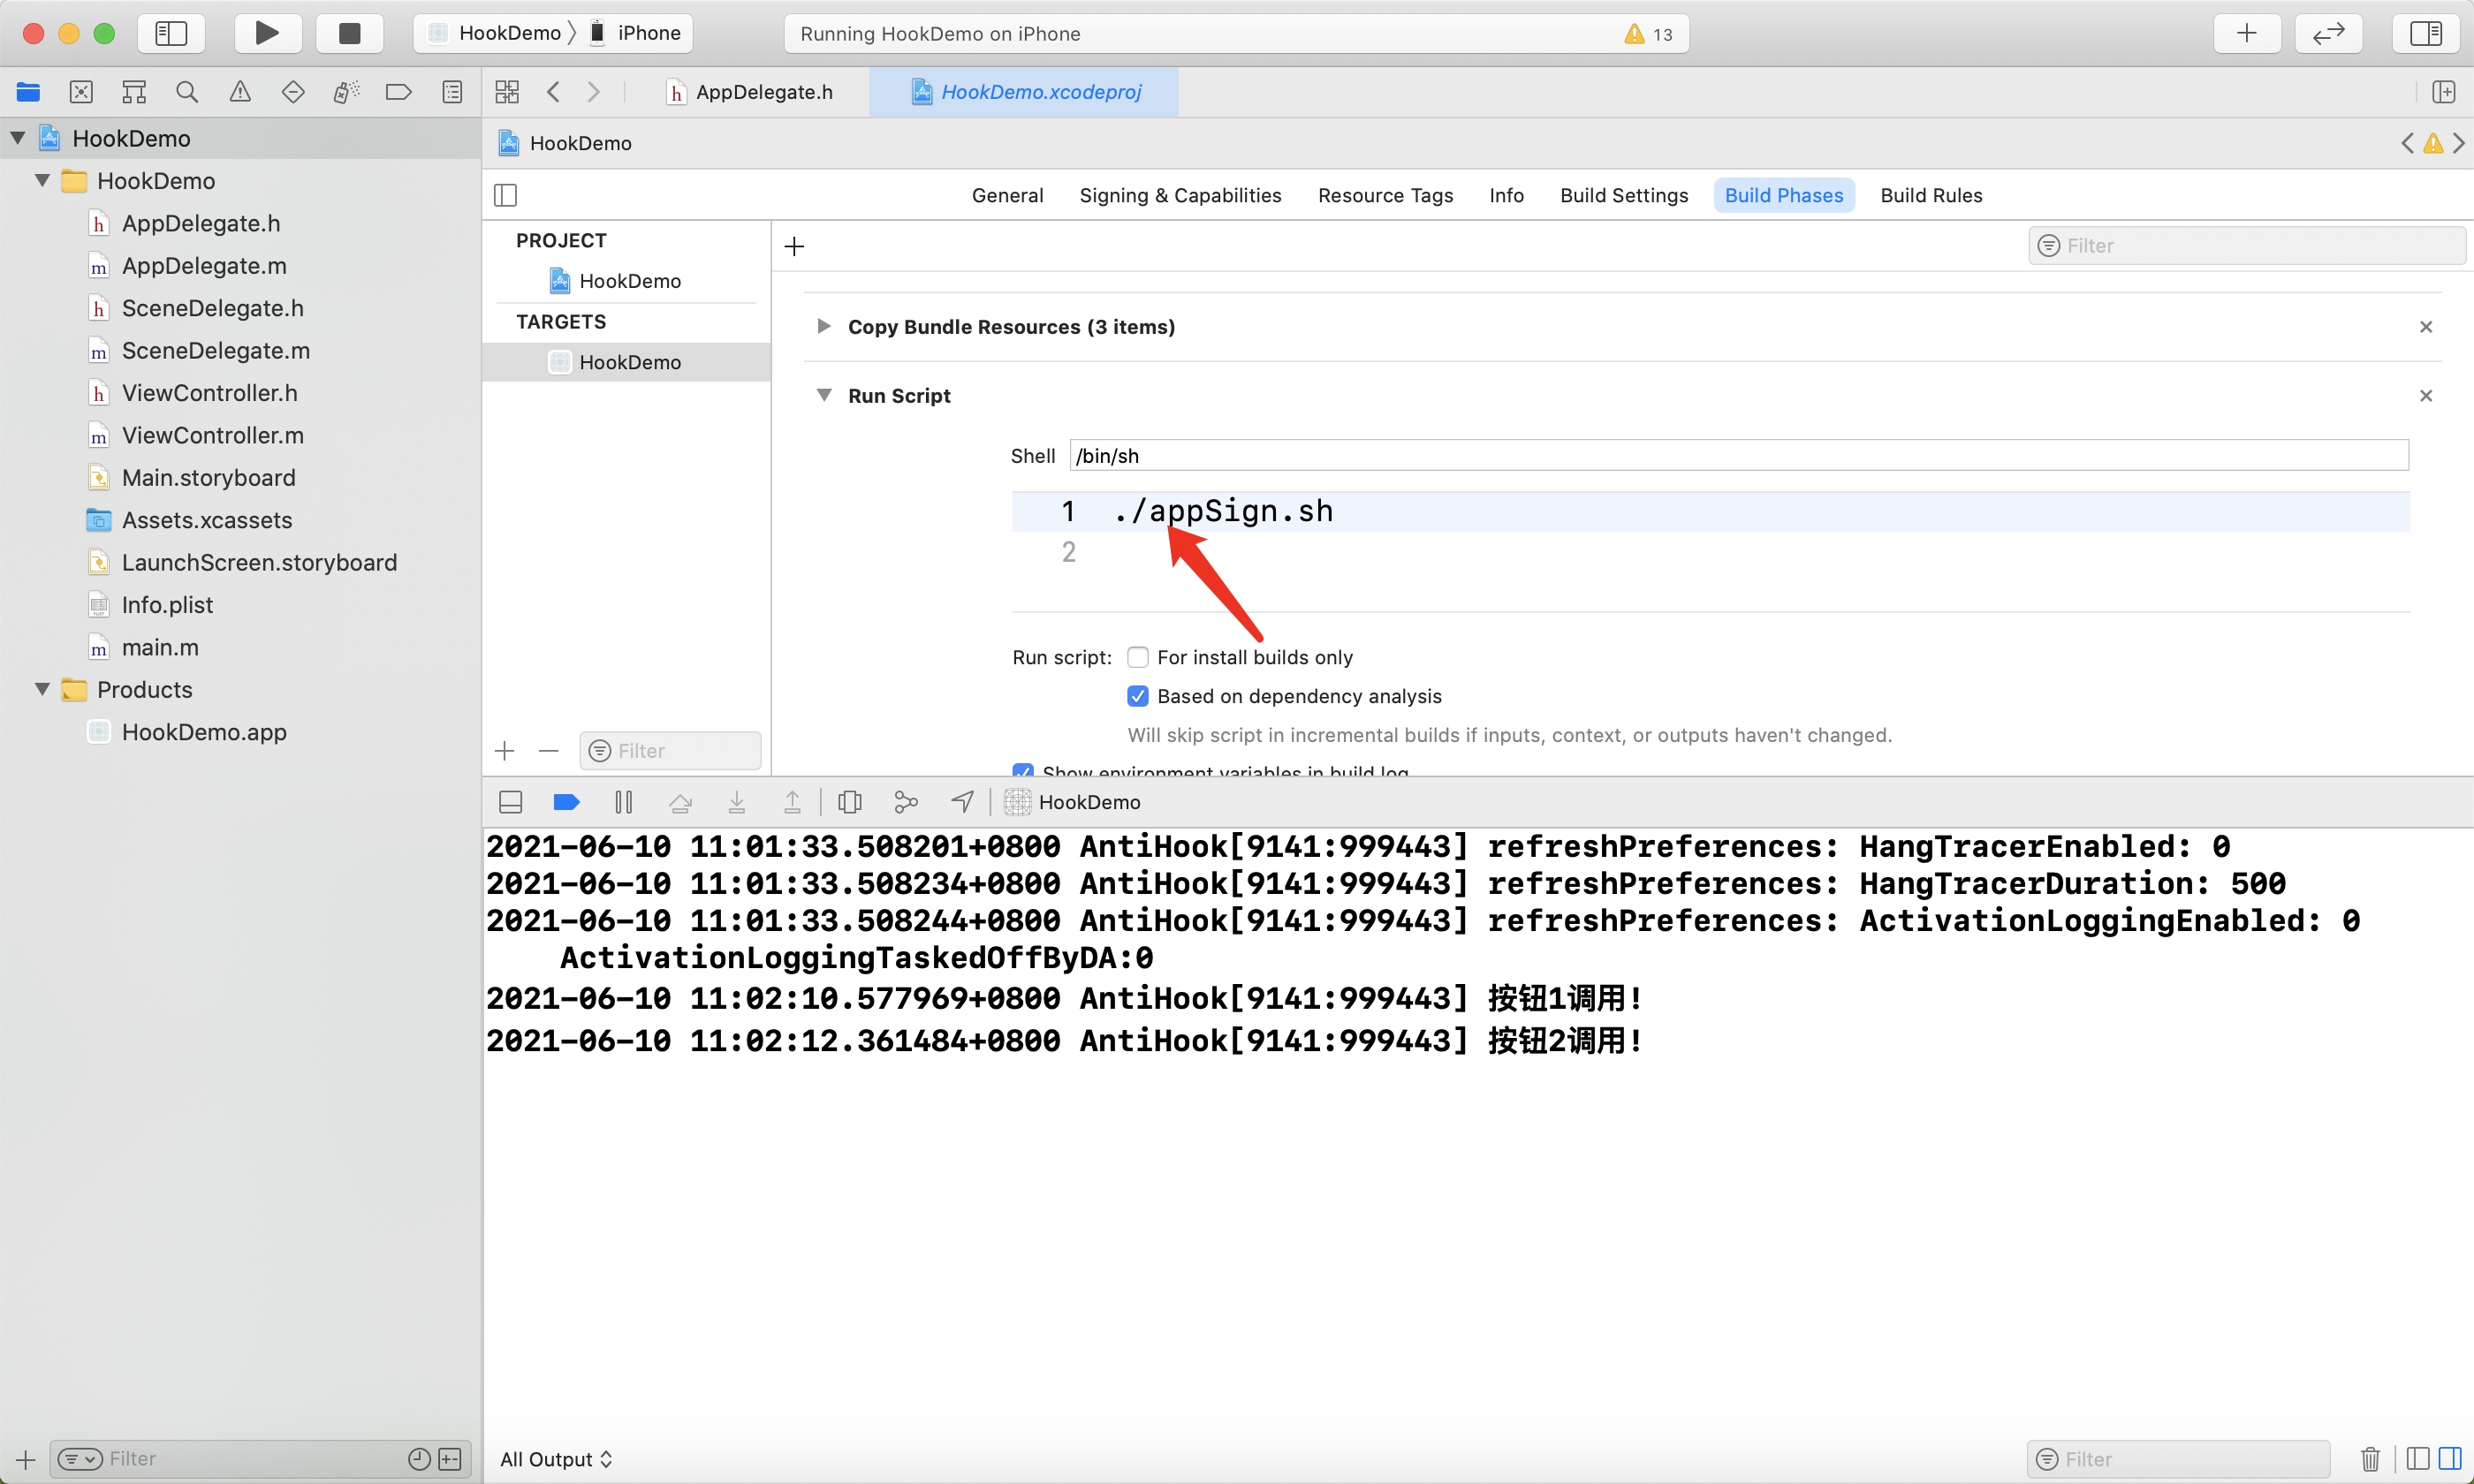 HookDemo 〉 iPhone
Running HookDemo on iPhone
13
AppDelegate.h
HookDemo.xcodeproj
HookDemo
HookDemo
AppDelegate.h
AppDelegate.m
SceneDelegate.h
SceneDelegate.m
ViewController.h
ViewController.m
Main.storyboard
Assets.xcassets
LaunchScreen.storyboard
Info.plist
main.m
Products
HookDemo.app
Filter
HookDemo
General Signing & Capabilities Resource Tags Info Build Settings Build Phases Build Rules
PROJECT
HookDemo
TARGETS
HookDemo
Filter
Filter
Copy Bundle Resources (3 items)
Run Script
Shell /bin/sh
1 ./appSign.sh
2
Run script: For install builds only
Based on dependency analysis
Will skip script in incremental builds if inputs, context, or outputs haven't changed.
Show environment variables in build log
HookDemo
2021-06-10 11:01:33.508201+0800 AntiHook[9141:999443] refreshPreferences: HangTracerEnabled: 0
2021-06-10 11:01:33.508234+0800 AntiHook[9141:999443] refreshPreferences: HangTracerDuration: 500
2021-06-10 11:01:33.508244+0800 AntiHook[9141:999443] refreshPreferences: ActivationLoggingEnabled: 0
ActivationLoggingTaskedOffByDA:0
2021-06-10 11:02:10.577969+0800 AntiHook[9141:999443] 按钮1调用!
2021-06-10 11:02:12.361484+0800 AntiHook[9141:999443] 按钮2调用!
All Output
Filter